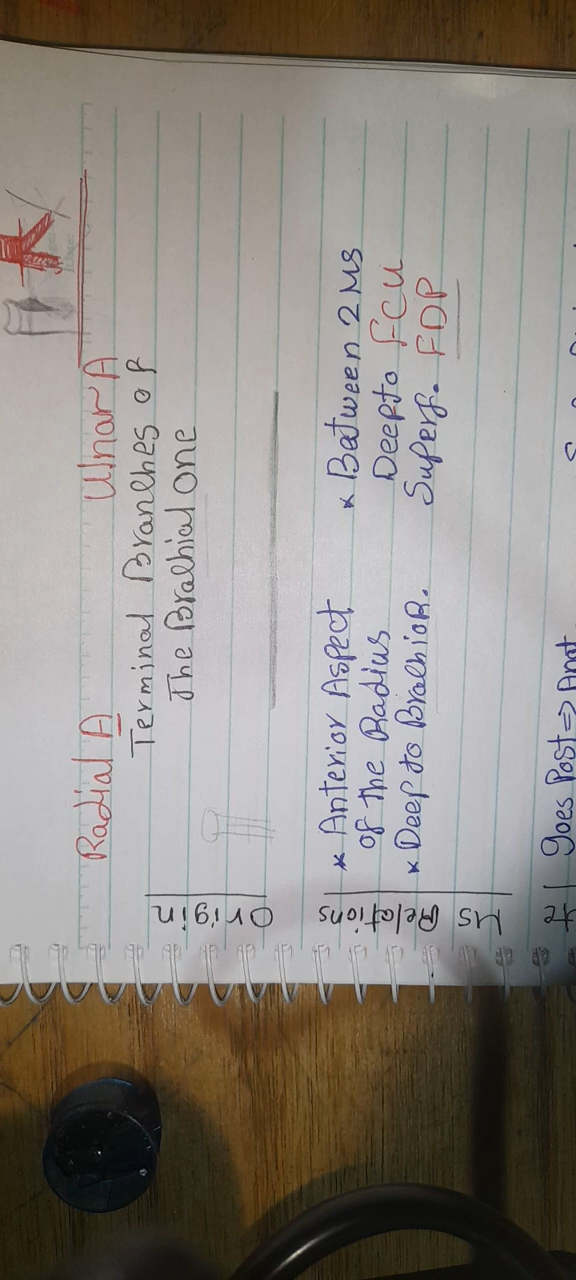 Radial A Ulnar A
Terminal Branches of
The Brachial one
Origin
* Anterior Aspect
of the Radius
* Deep to Brachior.
* Between 2 Ms
Deep to FCU
Superf. FDP
Ms Relations
goes Post => Anat